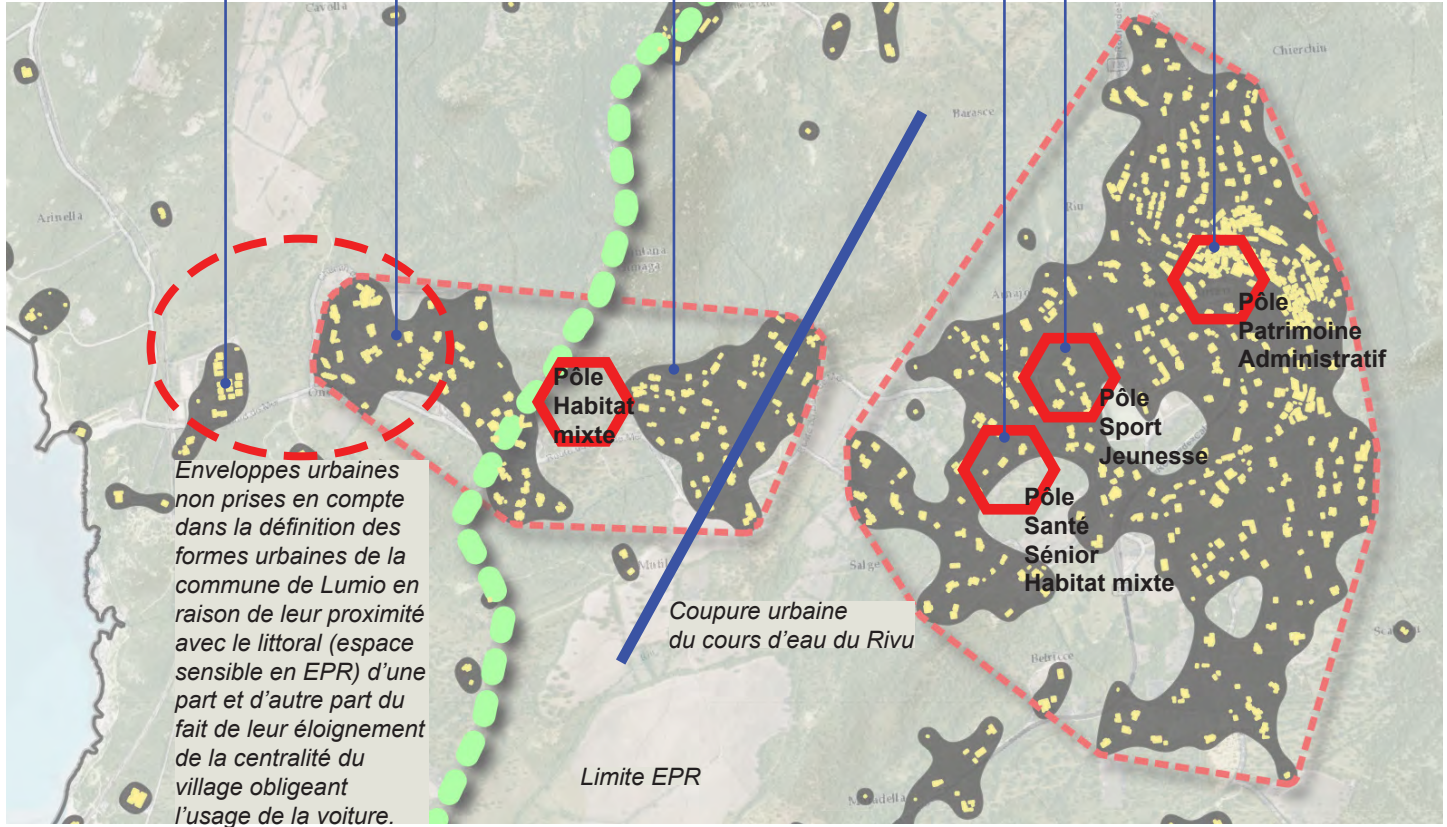 Cavolla
Chierchiu
Barasce
Arinella
Riu
Pôle
Patrimoine
Administratif
Pôle
Habitat
mixte
Pôle
Sport
Jeunesse
Enveloppes urbaines
non prises en compte
dans la définition des
formes urbaines de la
commune de Lumio en
raison de leur proximité
avec le littoral (espace
sensible en EPR) d'une
part et d'autre part du
fait de leur éloignement
de la centralité du
village obligeant
l'usage de la voiture.
Pôle
Santé
Sénior
Habitat mixte
Salge
Coupure urbaine
du cours d'eau du Rivu
Betricce
Limite EPR